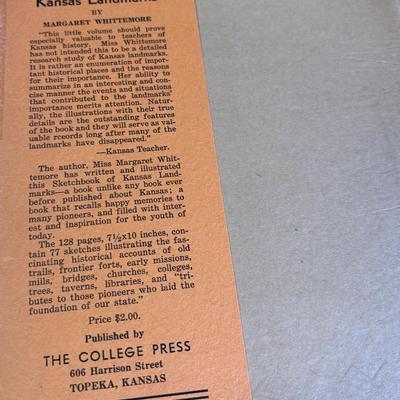 Kansas Landmarks
BY
MARGARET WHITTEMORE
"This little volume should prove
especially valuable to teachers of
Kansas history. Miss Whittemore
has not intended this to be a detailed
research study of Kansas landmarks.
It is rather an enumeration of impor-
tant historical places and the reasons
for their importance. Her ability to
summarize in an interesting and con-
cise manner the events and situations
that contributed to the landmarks'
importance merits attention. Natur-
ally, the illustrations with their true
details are the outstanding features
of the book and they will serve as val-
uable rceords long after many of the
landmarks have disappeared."
—Kansas Teacher.
The author, Miss Margaret Whit-
temore has written and illustrated
this Sketchbook of Kansas Land-
marks—a book unlike any book ever
before published about Kansas; a
book that recalls happy memories to
many pioneers, and filled with inter-
est and inspiration for the youth of
today.
The 128 pages, 7½x10 inches, con-
tain 77 sketches illustrating the fas-
cinating historical accounts of old
trails, frontier forts, early missions,
mills, bridges, churches, colleges,
trees, taverns, libraries, and "tri-
butes to those pioneers who laid the
foundation of our state."
Price $2.00.
Published by
THE COLLEGE PRESS
606 Harrison Street
TOPEKA, KANSAS